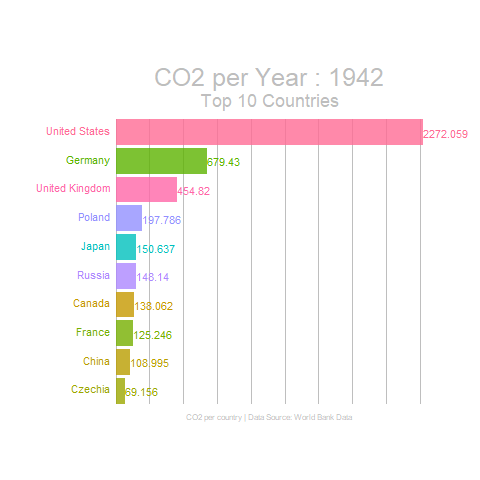 CO2 per Year : 1942
Top 10 Countries
United States 2272.059
Germany 679.43
United Kingdom 454.82
Poland 197.786
Japan 150.637
Russia 148.14
Canada 138.062
France 125.246
China 108.995
Czechia 69.156
CO2 per country | Data Source: World Bank Data